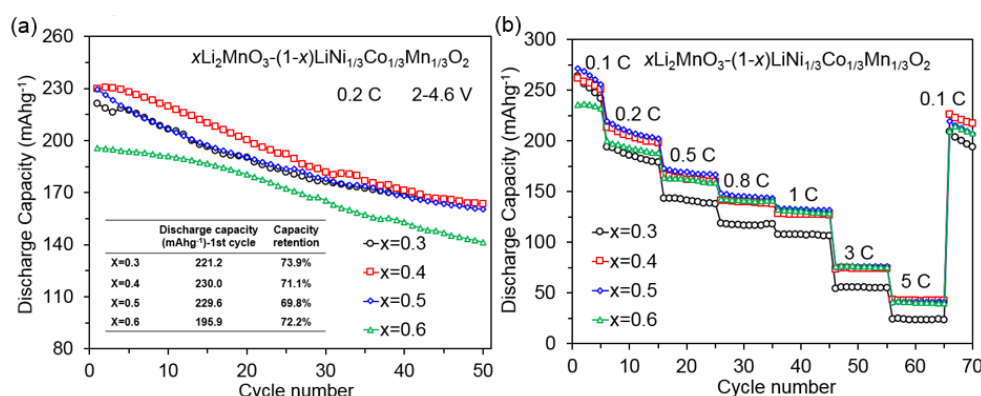 (a)
xLi₂MnO₃-(1-x)LiNi₁/₃Co₁/₃Mn₁/₃O₂
0.2 C 2-4.6 V
260
230
200
170
140
110
80
Discharge Capacity (mAhg⁻¹)
Discharge capacity (mAhg⁻¹)-1st cycle Capacity retention
X=0.3 221.2 73.9%
X=0.4 230.0 71.1%
X=0.5 229.6 69.8%
X=0.6 195.9 72.2%
x=0.3
x=0.4
x=0.5
x=0.6
0 10 20 30 40 50
Cycle number
(b)
xLi₂MnO₃-(1-x)LiNi₁/₃Co₁/₃Mn₁/₃O₂
300
250
200
150
100
50
0
Discharge Capacity (mAhg⁻¹)
0.1 C
0.2 C
0.5 C
0.8 C
1 C
3 C
5 C
0.1 C
x=0.3
x=0.4
x=0.5
x=0.6
0 10 20 30 40 50 60 70
Cycle number